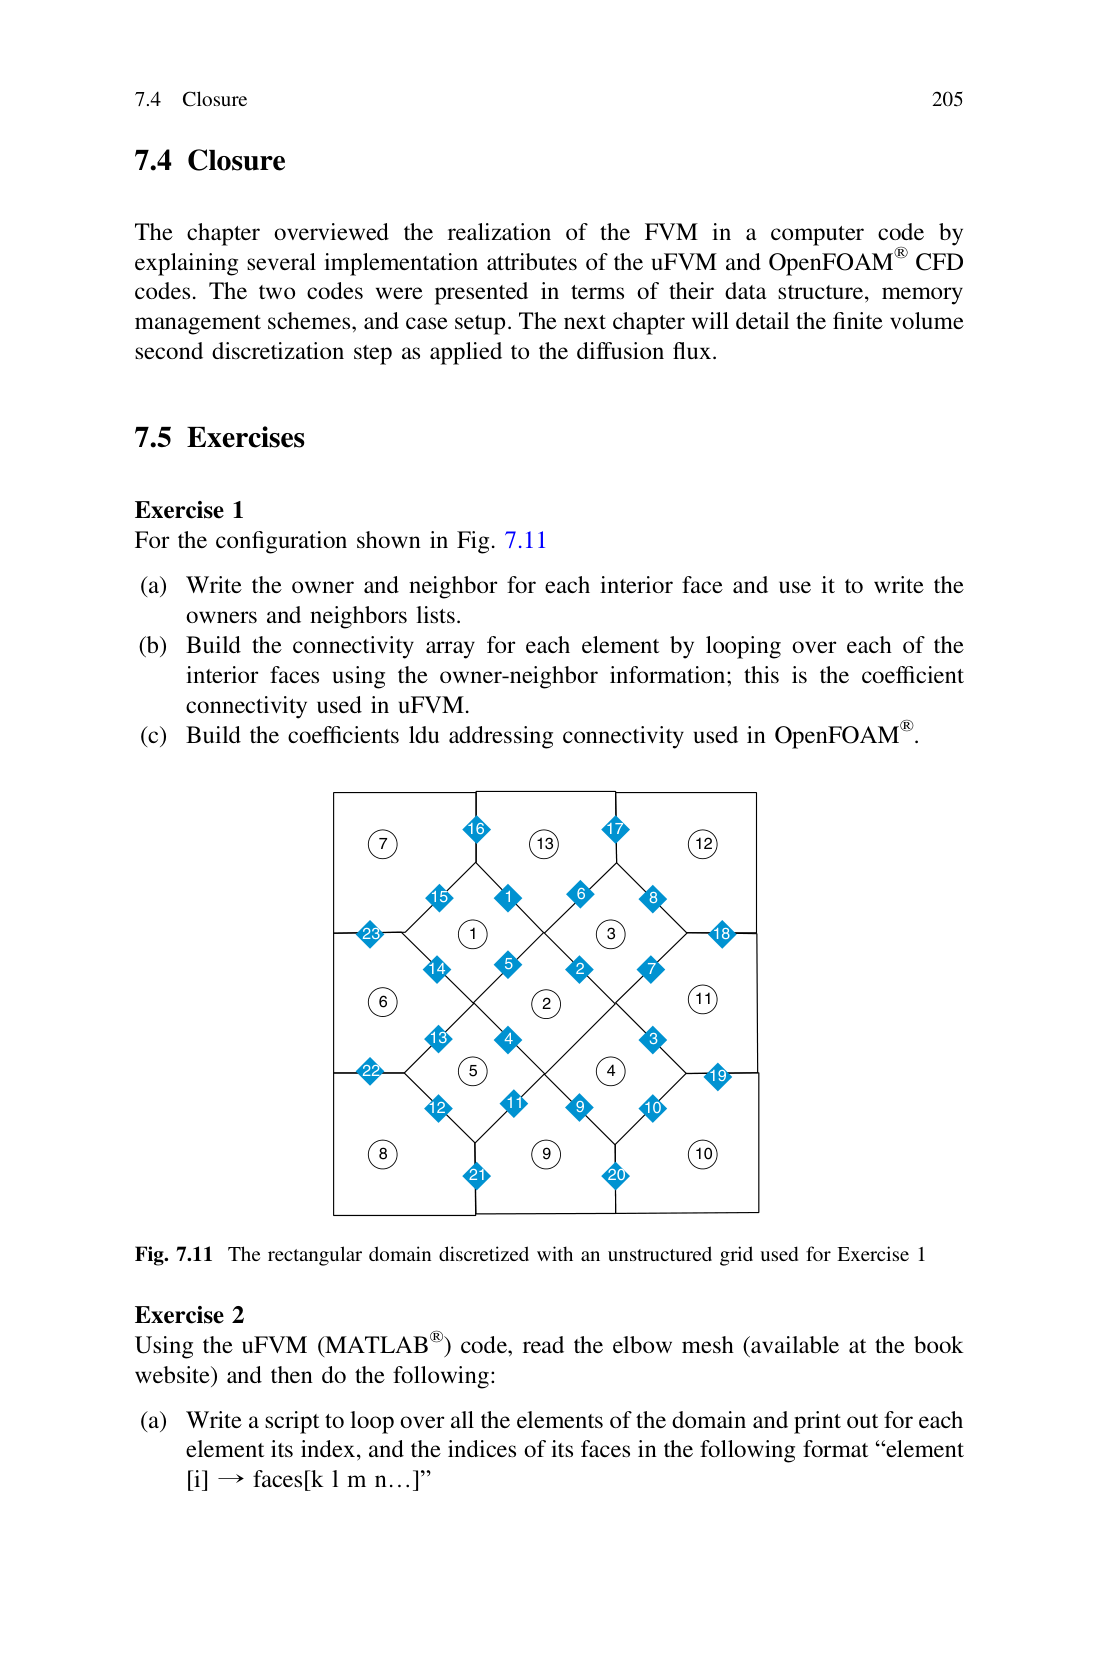 7.4 Closure 205
7.4 Closure
The chapter overviewed the realization of the FVM in a computer code by
explaining several implementation attributes of the uFVM and OpenFOAM® CFD
codes. The two codes were presented in terms of their data structure, memory
management schemes, and case setup. The next chapter will detail the finite volume
second discretization step as applied to the diffusion flux.
7.5 Exercises
Exercise 1
For the configuration shown in Fig. 7.11
(a) Write the owner and neighbor for each interior face and use it to write the
owners and neighbors lists.
(b) Build the connectivity array for each element by looping over each of the
interior faces using the owner-neighbor information; this is the coefficient
connectivity used in uFVM.
(c) Build the coefficients ldu addressing connectivity used in OpenFOAM®.
16 17
7 13 12
15 1 6 8
23 1 3 18
14 5 2 7
6 2 11
13 4 3
22 5 4 19
12 11 9 10
8 9 10
21 20
Fig. 7.11 The rectangular domain discretized with an unstructured grid used for Exercise 1
Exercise 2
Using the uFVM (MATLAB®) code, read the elbow mesh (available at the book
website) and then do the following:
(a) Write a script to loop over all the elements of the domain and print out for each
element its index, and the indices of its faces in the following format “element
[i] → faces[k l m n…]”